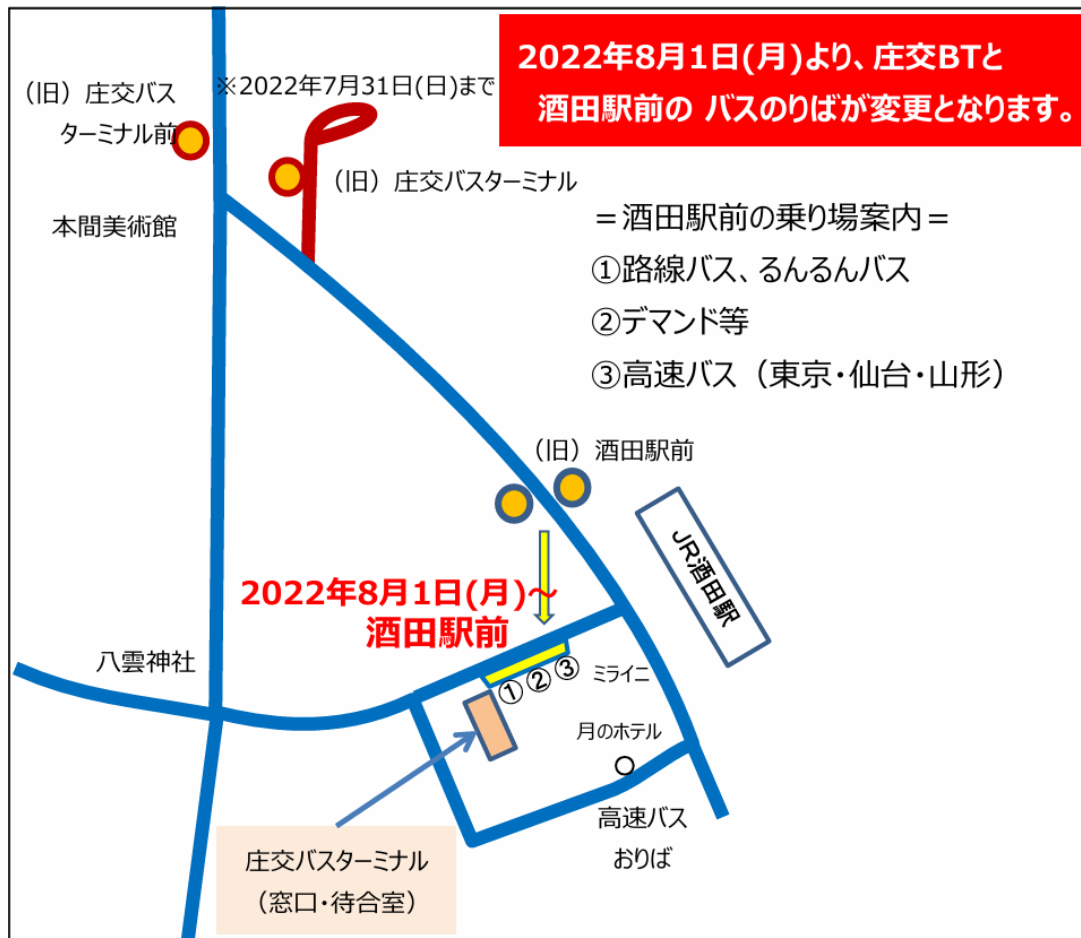 2022年8月1日(月)より、庄交BTと
酒田駅前の バスのりばが変更となります。
※2022年7月31日(日)まで
（旧）庄交バス
ターミナル前
（旧）庄交バスターミナル
本間美術館
＝酒田駅前の乗り場案内＝
①路線バス、るんるんバス
②デマンド等
③高速バス（東京・仙台・山形）
（旧）酒田駅前
JR酒田駅
2022年8月1日(月)～
酒田駅前
八雲神社
①
②
③
ミライニ
月のホテル
高速バス
おりば
庄交バスターミナル
（窓口・待合室）